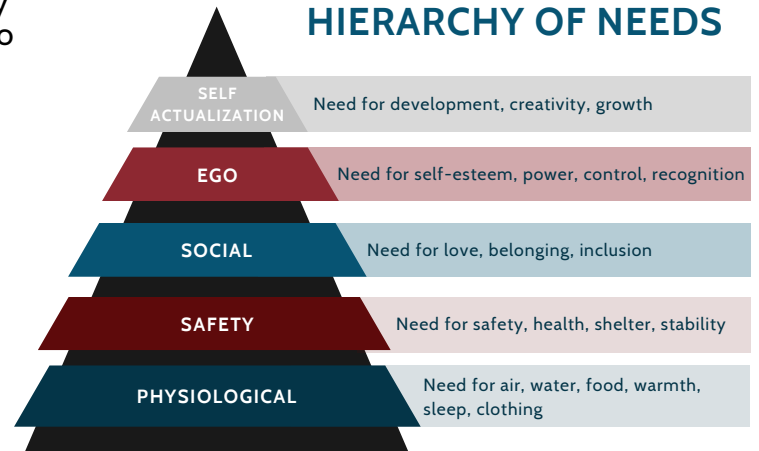 y
o
HIERARCHY OF NEEDS
SELF
ACTUALIZATION
Need for development, creativity, growth
EGO
Need for self-esteem, power, control, recognition
SOCIAL
Need for love, belonging, inclusion
SAFETY
Need for safety, health, shelter, stability
PHYSIOLOGICAL
Need for air, water, food, warmth,
sleep, clothing